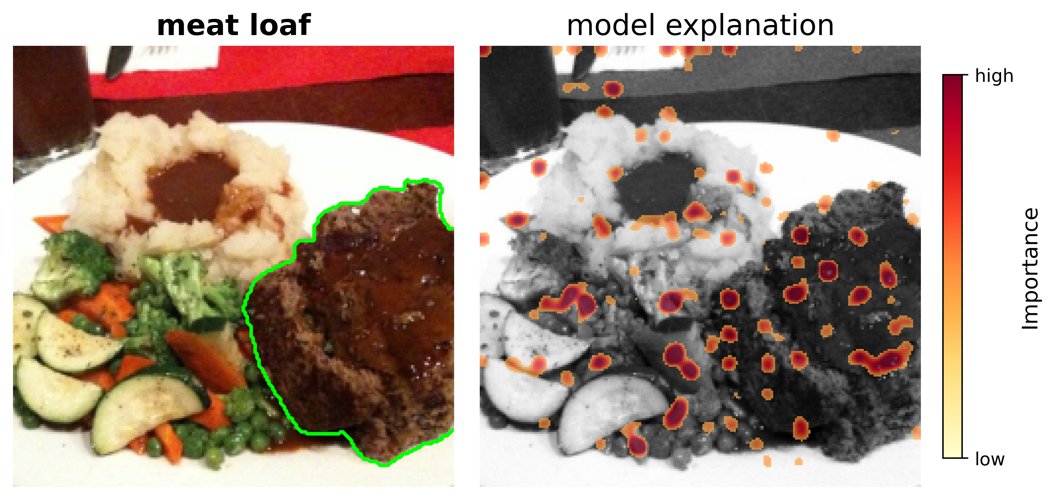 meat loaf
model explanation
high
Importance
low